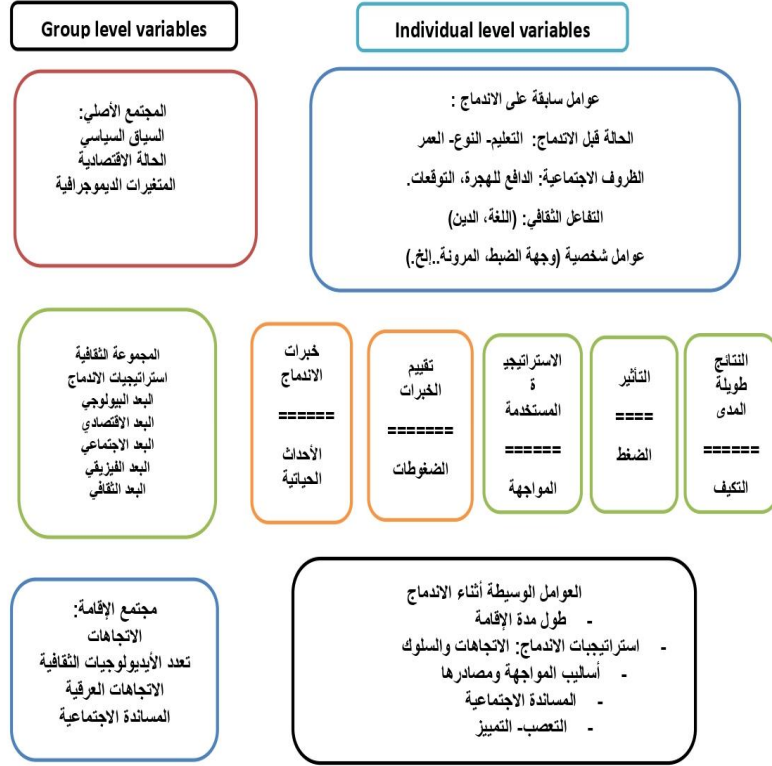 Group level variables
Individual level variables
المجتمع الأصلي:
السياق السياسي
الحالة الاقتصادية
المتغيرات الديموجرافية
عوامل سابقة على الاندماج :
الحالة قبل الاندماج: التعليم- النوع- العمر
الظروف الاجتماعية: الدافع للهجرة، التوقعات.
التفاعل الثقافي: (اللغة، الدين)
عوامل شخصية (وجهة الضبط، المرونة..إلخ.)
المجموعة الثقافية
استراتيجيات الاندماج
البعد البيولوجي
البعد الاقتصادي
البعد الاجتماعي
البعد الفيزيقي
البعد الثقافي
خبرات
الاندماج
======
الأحداث
الحياتية
تقييم
الخبرات
=======
الضغوطات
الاستراتيجي
ة
المستخدمة
======
المواجهة
التأثير
====
الضغط
النتائج
طويلة
المدى
======
التكيف
مجتمع الإقامة:
الاتجاهات
تعدد الأيديولوجيات الثقافية
الاتجاهات العرقية
المساندة الاجتماعية
العوامل الوسيطة أثناء الاندماج
- طول مدة الإقامة
- استراتيجيات الاندماج: الاتجاهات والسلوك
- أساليب المواجهة ومصادرها
- المساندة الاجتماعية
- التعصب- التمييز